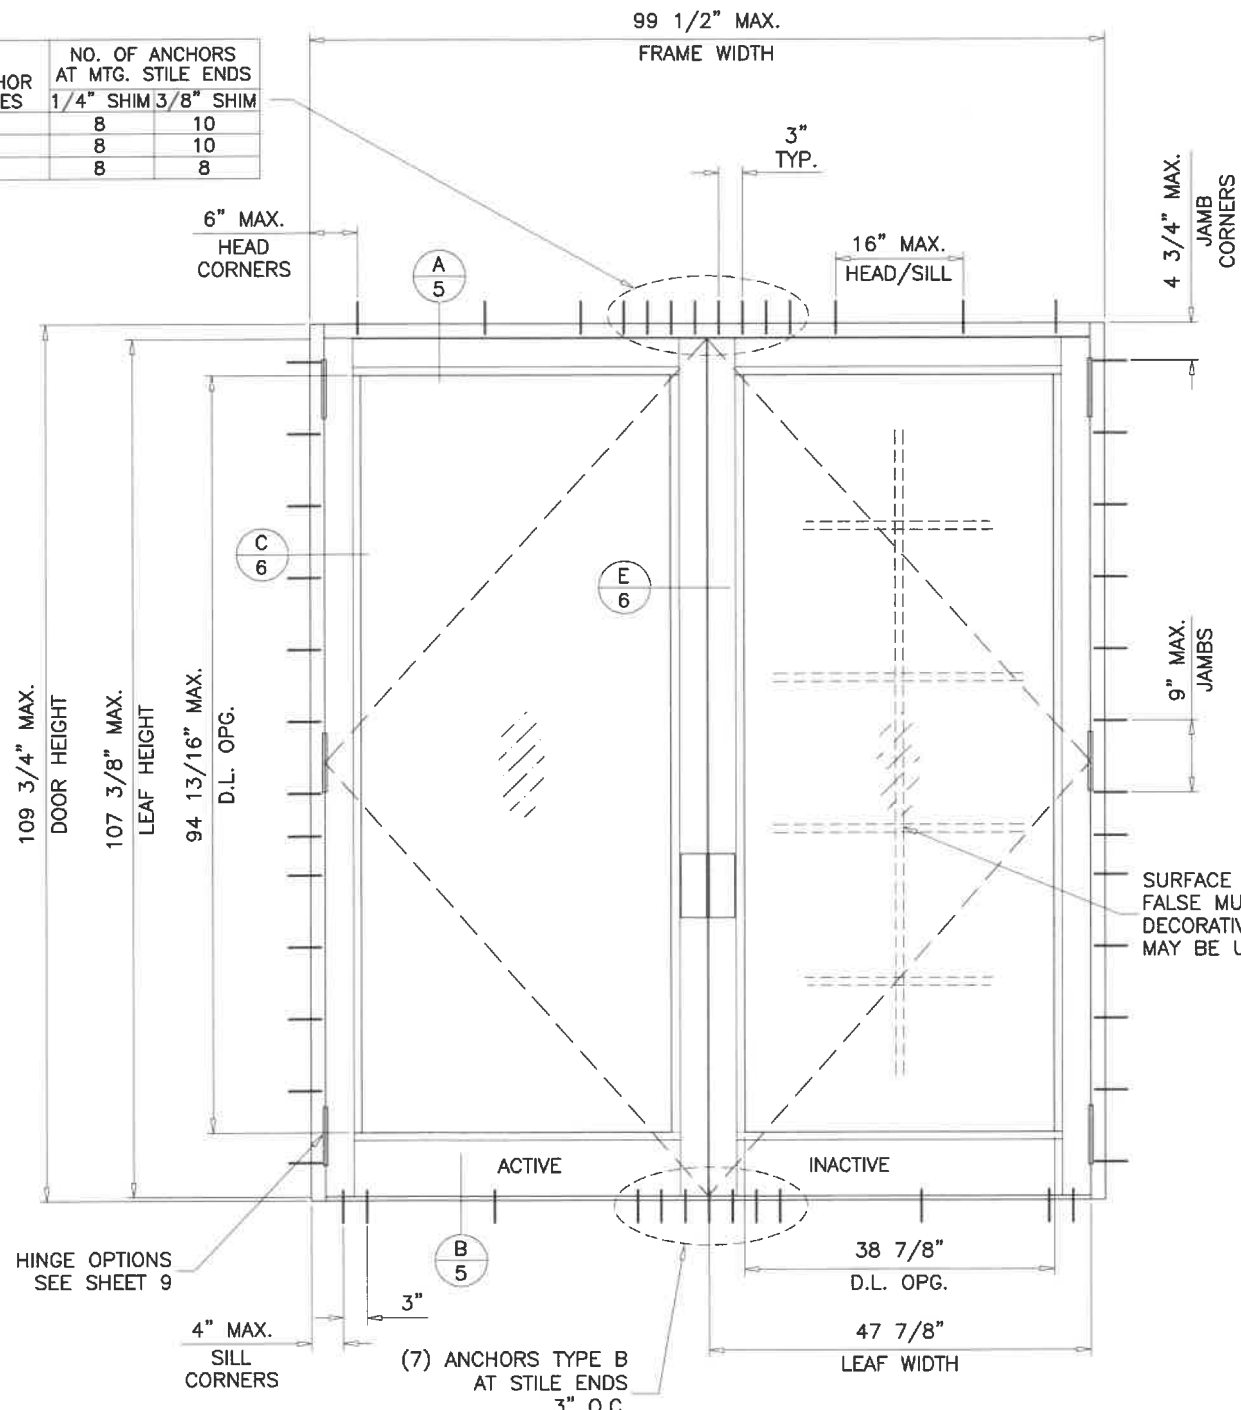 99 1/2" MAX.
FRAME WIDTH
NO. OF ANCHORS
AT MTG. STILE ENDS
1/4" SHIM 3/8" SHIM
8 10
8 10
8 8
3"
TYP.
6" MAX.
HEAD
CORNERS
A
5
16" MAX.
HEAD/SILL
4 3/4" MAX.
JAMB
CORNERS
C
6
E
6
109 3/4" MAX.
DOOR HEIGHT
107 3/8" MAX.
LEAF HEIGHT
94 13/16" MAX.
D.L. OPG.
9" MAX.
JAMBS
SURFACE
FALSE
MAY BE
ACTIVE
INACTIVE
HINGE OPTIONS
SEE SHEET 9
B
5
38 7/8"
D.L. OPG.
3"
4" MAX.
SILL
CORNERS
47 7/8"
LEAF WIDTH
(7) ANCHORS TYPE B
AT STILE ENDS
3" O.C.